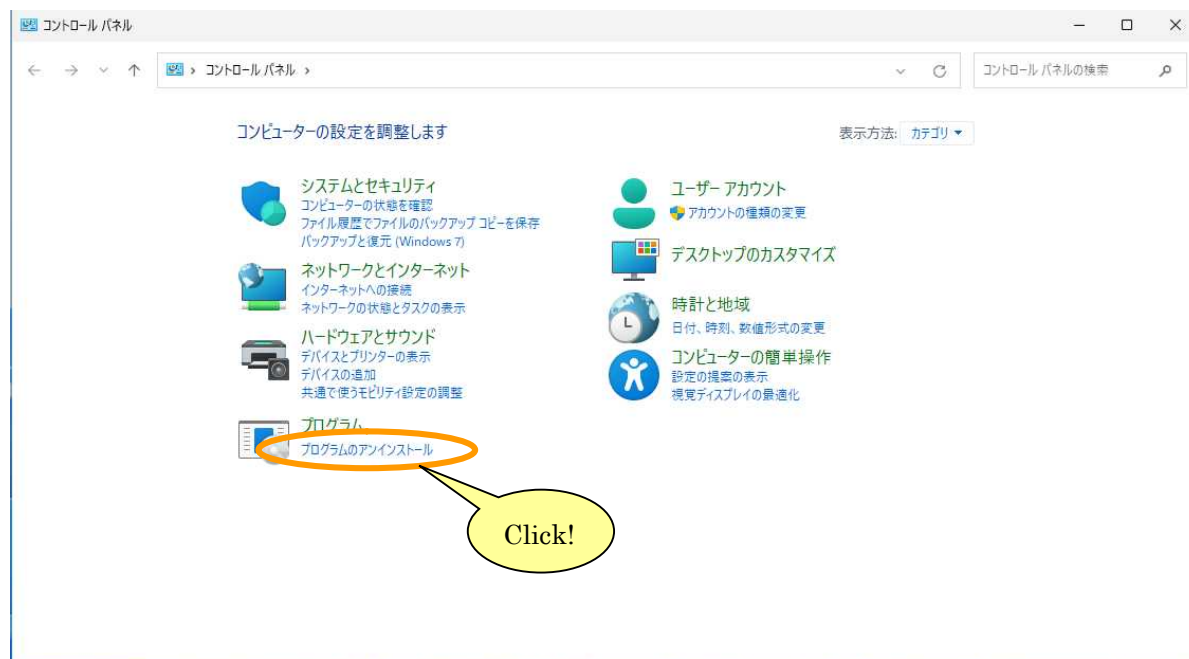 コントロール パネル
コントロール パネル
コントロール パネルの検索
コンピューターの設定を調整します
表示方法: カテゴリ
システムとセキュリティ
コンピューターの状態を確認
ファイル履歴でファイルのバックアップ コピーを保存
バックアップと復元 (Windows 7)
ネットワークとインターネット
インターネットへの接続
ネットワークの状態とタスクの表示
ハードウェアとサウンド
デバイスとプリンターの表示
デバイスの追加
共通で使うモビリティ設定の調整
プログラム
プログラムのアンインストール
ユーザー アカウント
アカウントの種類の変更
デスクトップのカスタマイズ
時計と地域
日付、時刻、数値形式の変更
コンピューターの簡単操作
設定の提案の表示
視覚ディスプレイの最適化
Click!